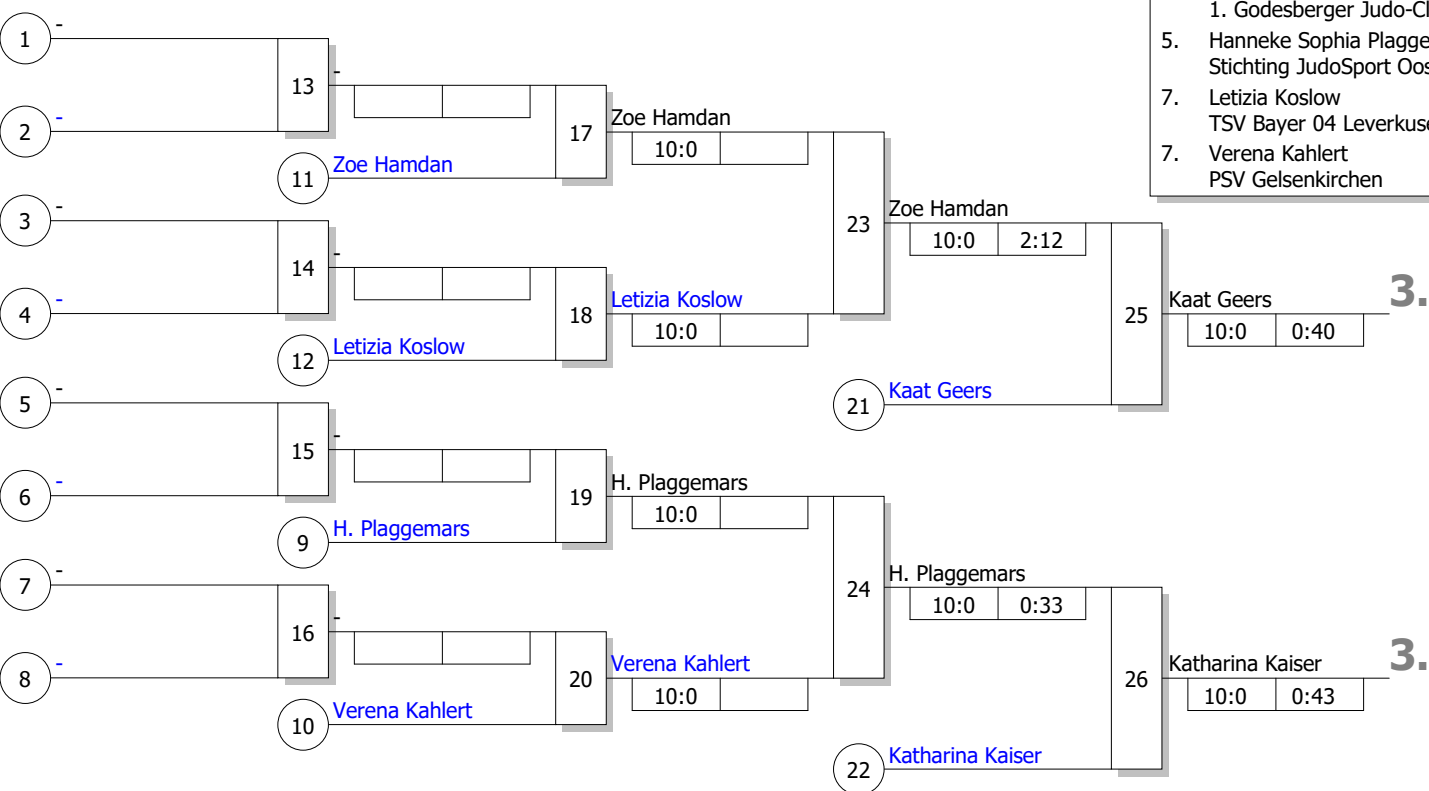 1. Godesberger Judo-Cl
5. Hanneke Sophia Plagge
Stichting JudoSport Oos
7. Letizia Koslow
TSV Bayer 04 Leverkuse
7. Verena Kahlert
PSV Gelsenkirchen
1 -
2 -
13 -
11 Zoe Hamdan
17 Zoe Hamdan
10:0
3 -
4 -
14 -
12 Letizia Koslow
18 Letizia Koslow
10:0
23 Zoe Hamdan
10:0 2:12
21 Kaat Geers
25 Kaat Geers 3.
10:0 0:40
5 -
6 -
15 -
9 H. Plaggemars
19 H. Plaggemars
10:0
7 -
8 -
16 -
10 Verena Kahlert
20 Verena Kahlert
10:0
24 H. Plaggemars
10:0 0:33
22 Katharina Kaiser
26 Katharina Kaiser 3.
10:0 0:43